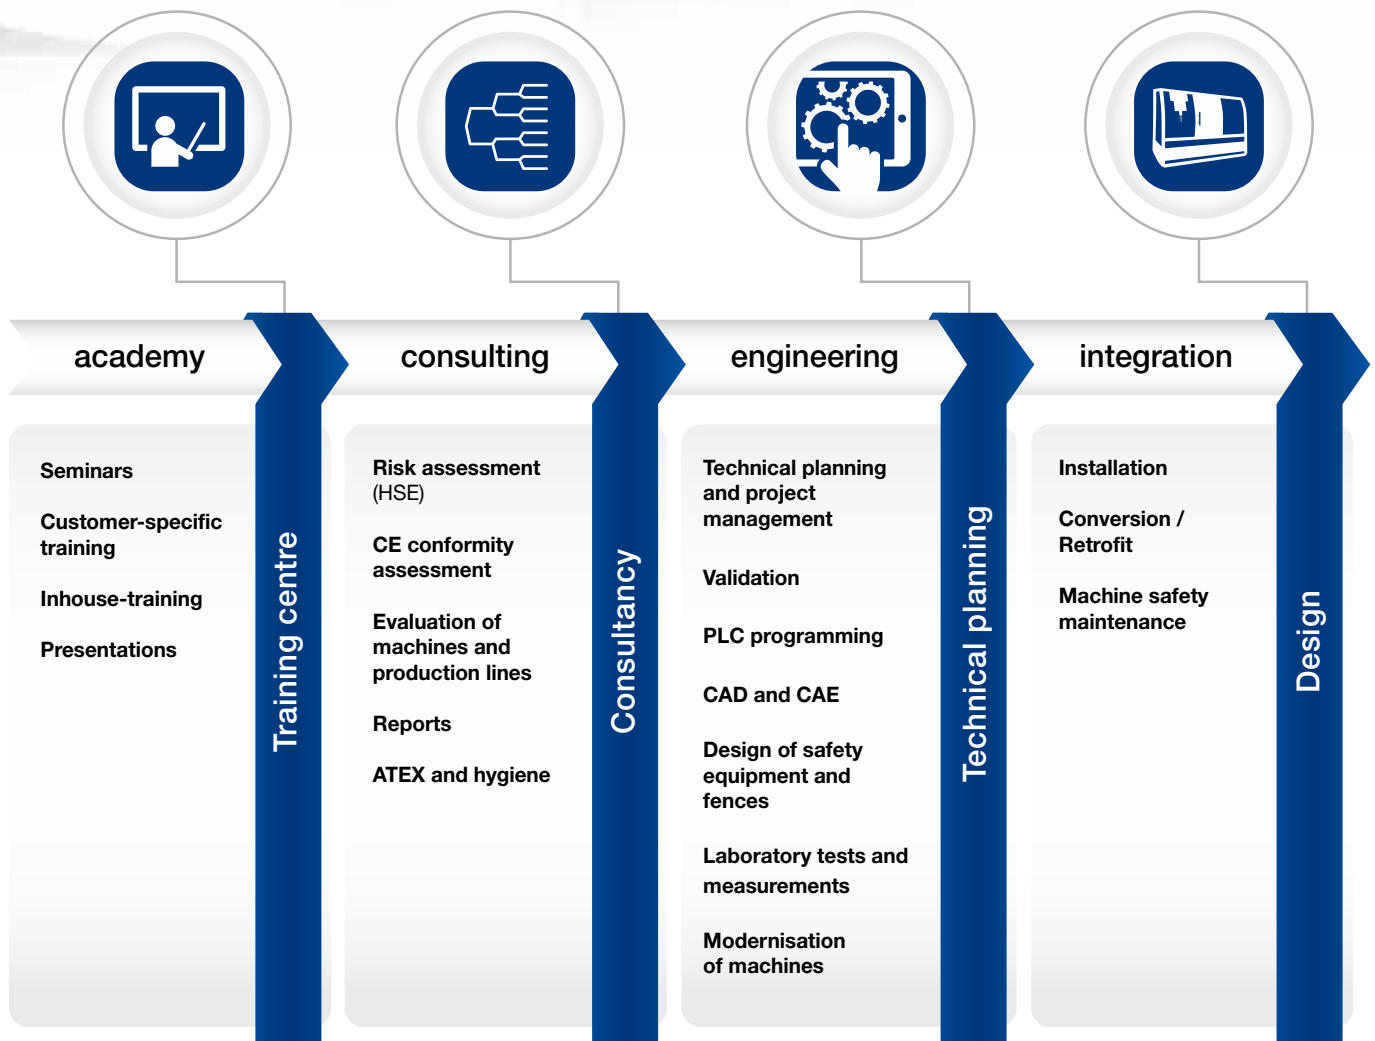 academy
consulting
engineering
integration
Seminars
Customer-specific
training
Inhouse-training
Presentations
Training centre
Risk assessment
(HSE)
CE conformity
assessment
Evaluation of
machines and
production lines
Reports
ATEX and hygiene
Consultancy
Technical planning
and project
management
Validation
PLC programming
CAD and CAE
Design of safety
equipment and
fences
Laboratory tests and
measurements
Modernisation
of machines
Technical planning
Installation
Conversion /
Retrofit
Machine safety
maintenance
Design